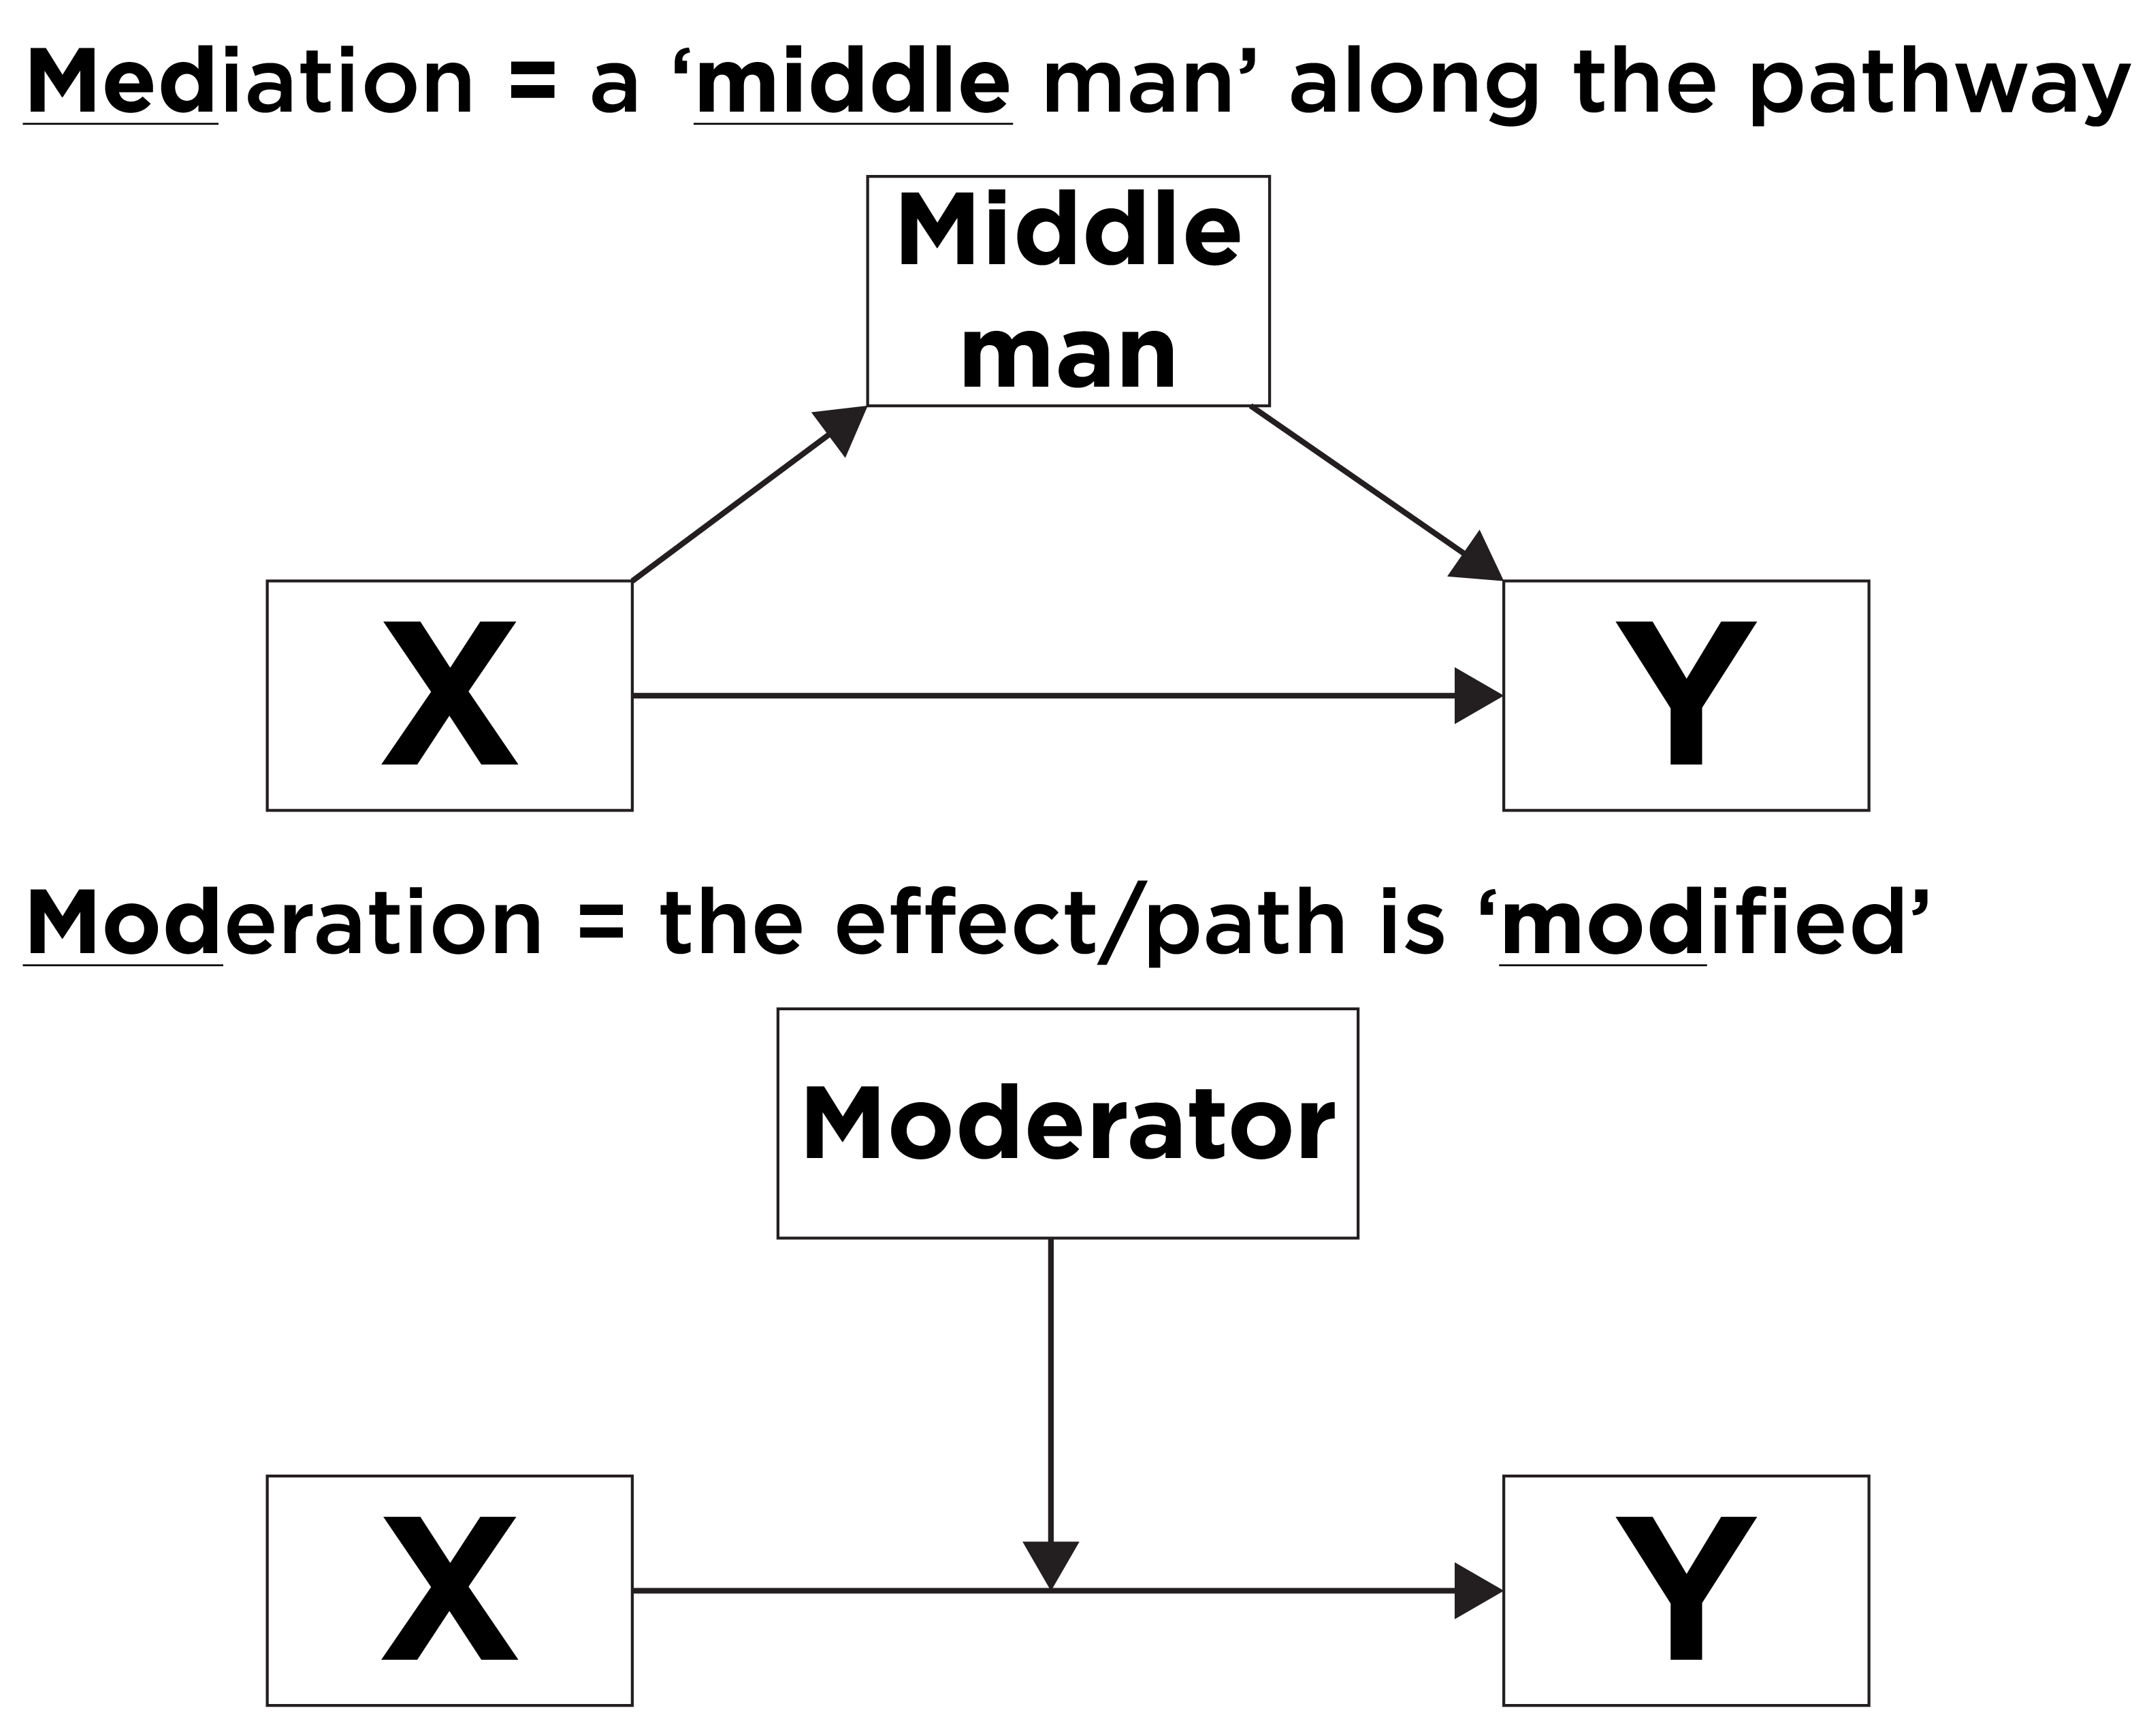 Mediation = a ‘middle man’ along the pathway
Middle
man
X
Y
Moderation = the effect/path is ‘modified’
Moderator
X
Y